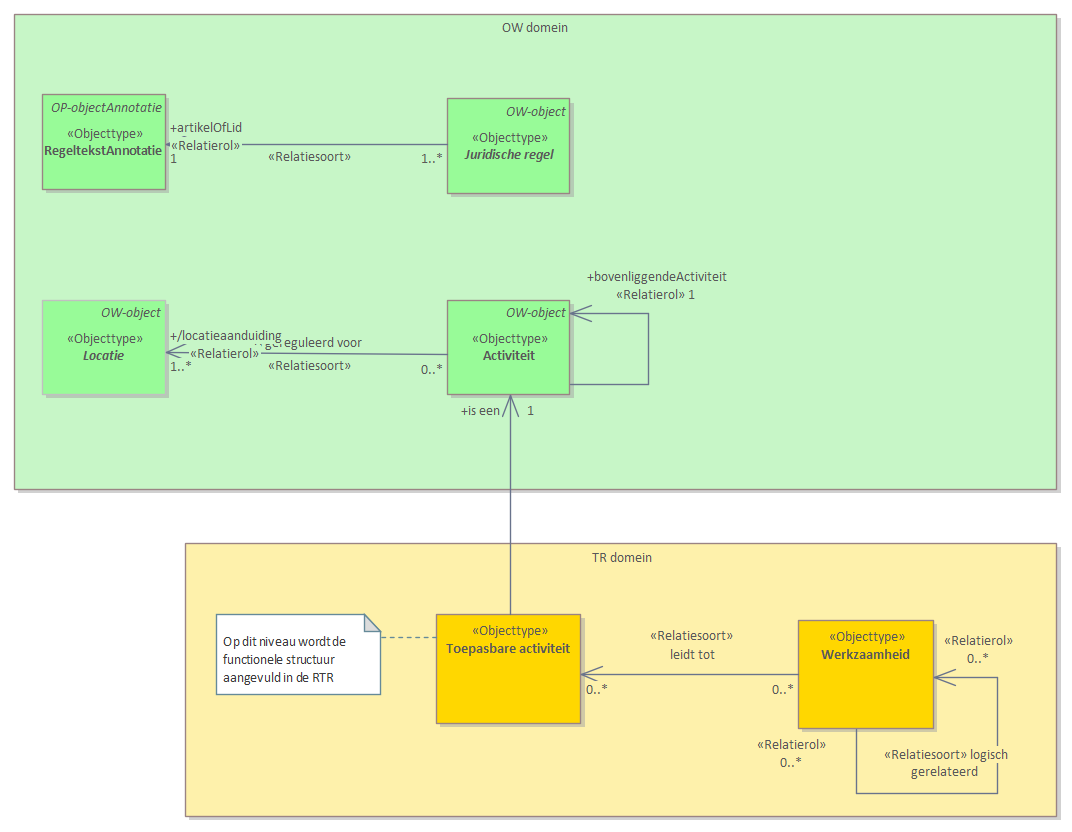 OW domein
OP-objectAnnotatie
«Objecttype»
RegeltekstAnnotatie
+artikelOfLid
«Relatierol»
1
«Relatiesoort»
1..*
OW-object
«Objecttype»
Juridische regel
+bovenliggendeActiviteit
«Relatierol» 1
OW-object
«Objecttype»
Locatie
+/locatieaanduiding
gereguleerd voor
«Relatierol»
1..*
«Relatiesoort»
0..*
OW-object
«Objecttype»
Activiteit
+is een
1
TR domein
Op dit niveau wordt de
functionele structuur
aangevuld in de RTR
«Objecttype»
Toepasbare activiteit
«Relatiesoort»
leidt tot
0..*
0..*
«Objecttype»
Werkzaamheid
«Relatierol»
0..*
«Relatierol»
0..*
«Relatiesoort» logisch
gerelateerd